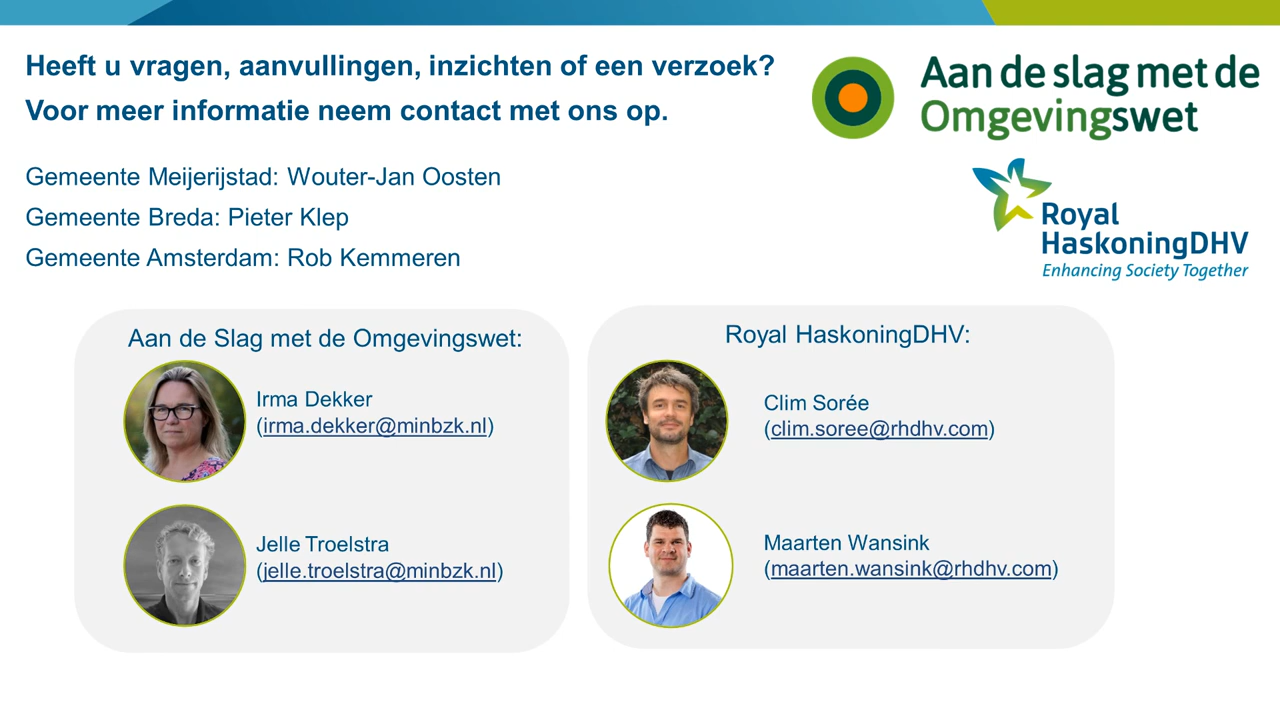 Heeft u vragen, aanvullingen, inzichten of een verzoek?
Voor meer informatie neem contact met ons op.
Aan de slag met de
Omgevingswet
Gemeente Meijerijstad: Wouter-Jan Oosten
Gemeente Breda: Pieter Klep
Gemeente Amsterdam: Rob Kemmeren
Royal
HaskoningDHV
Enhancing Society Together
Aan de Slag met de Omgevingswet:
Irma Dekker
(irma.dekker@minbzk.nl)
Jelle Troelstra
(jelle.troelstra@minbzk.nl)
Royal HaskoningDHV:
Clim Sorée
(clim.soree@rhdhv.com)
Maarten Wansink
(maarten.wansink@rhdhv.com)